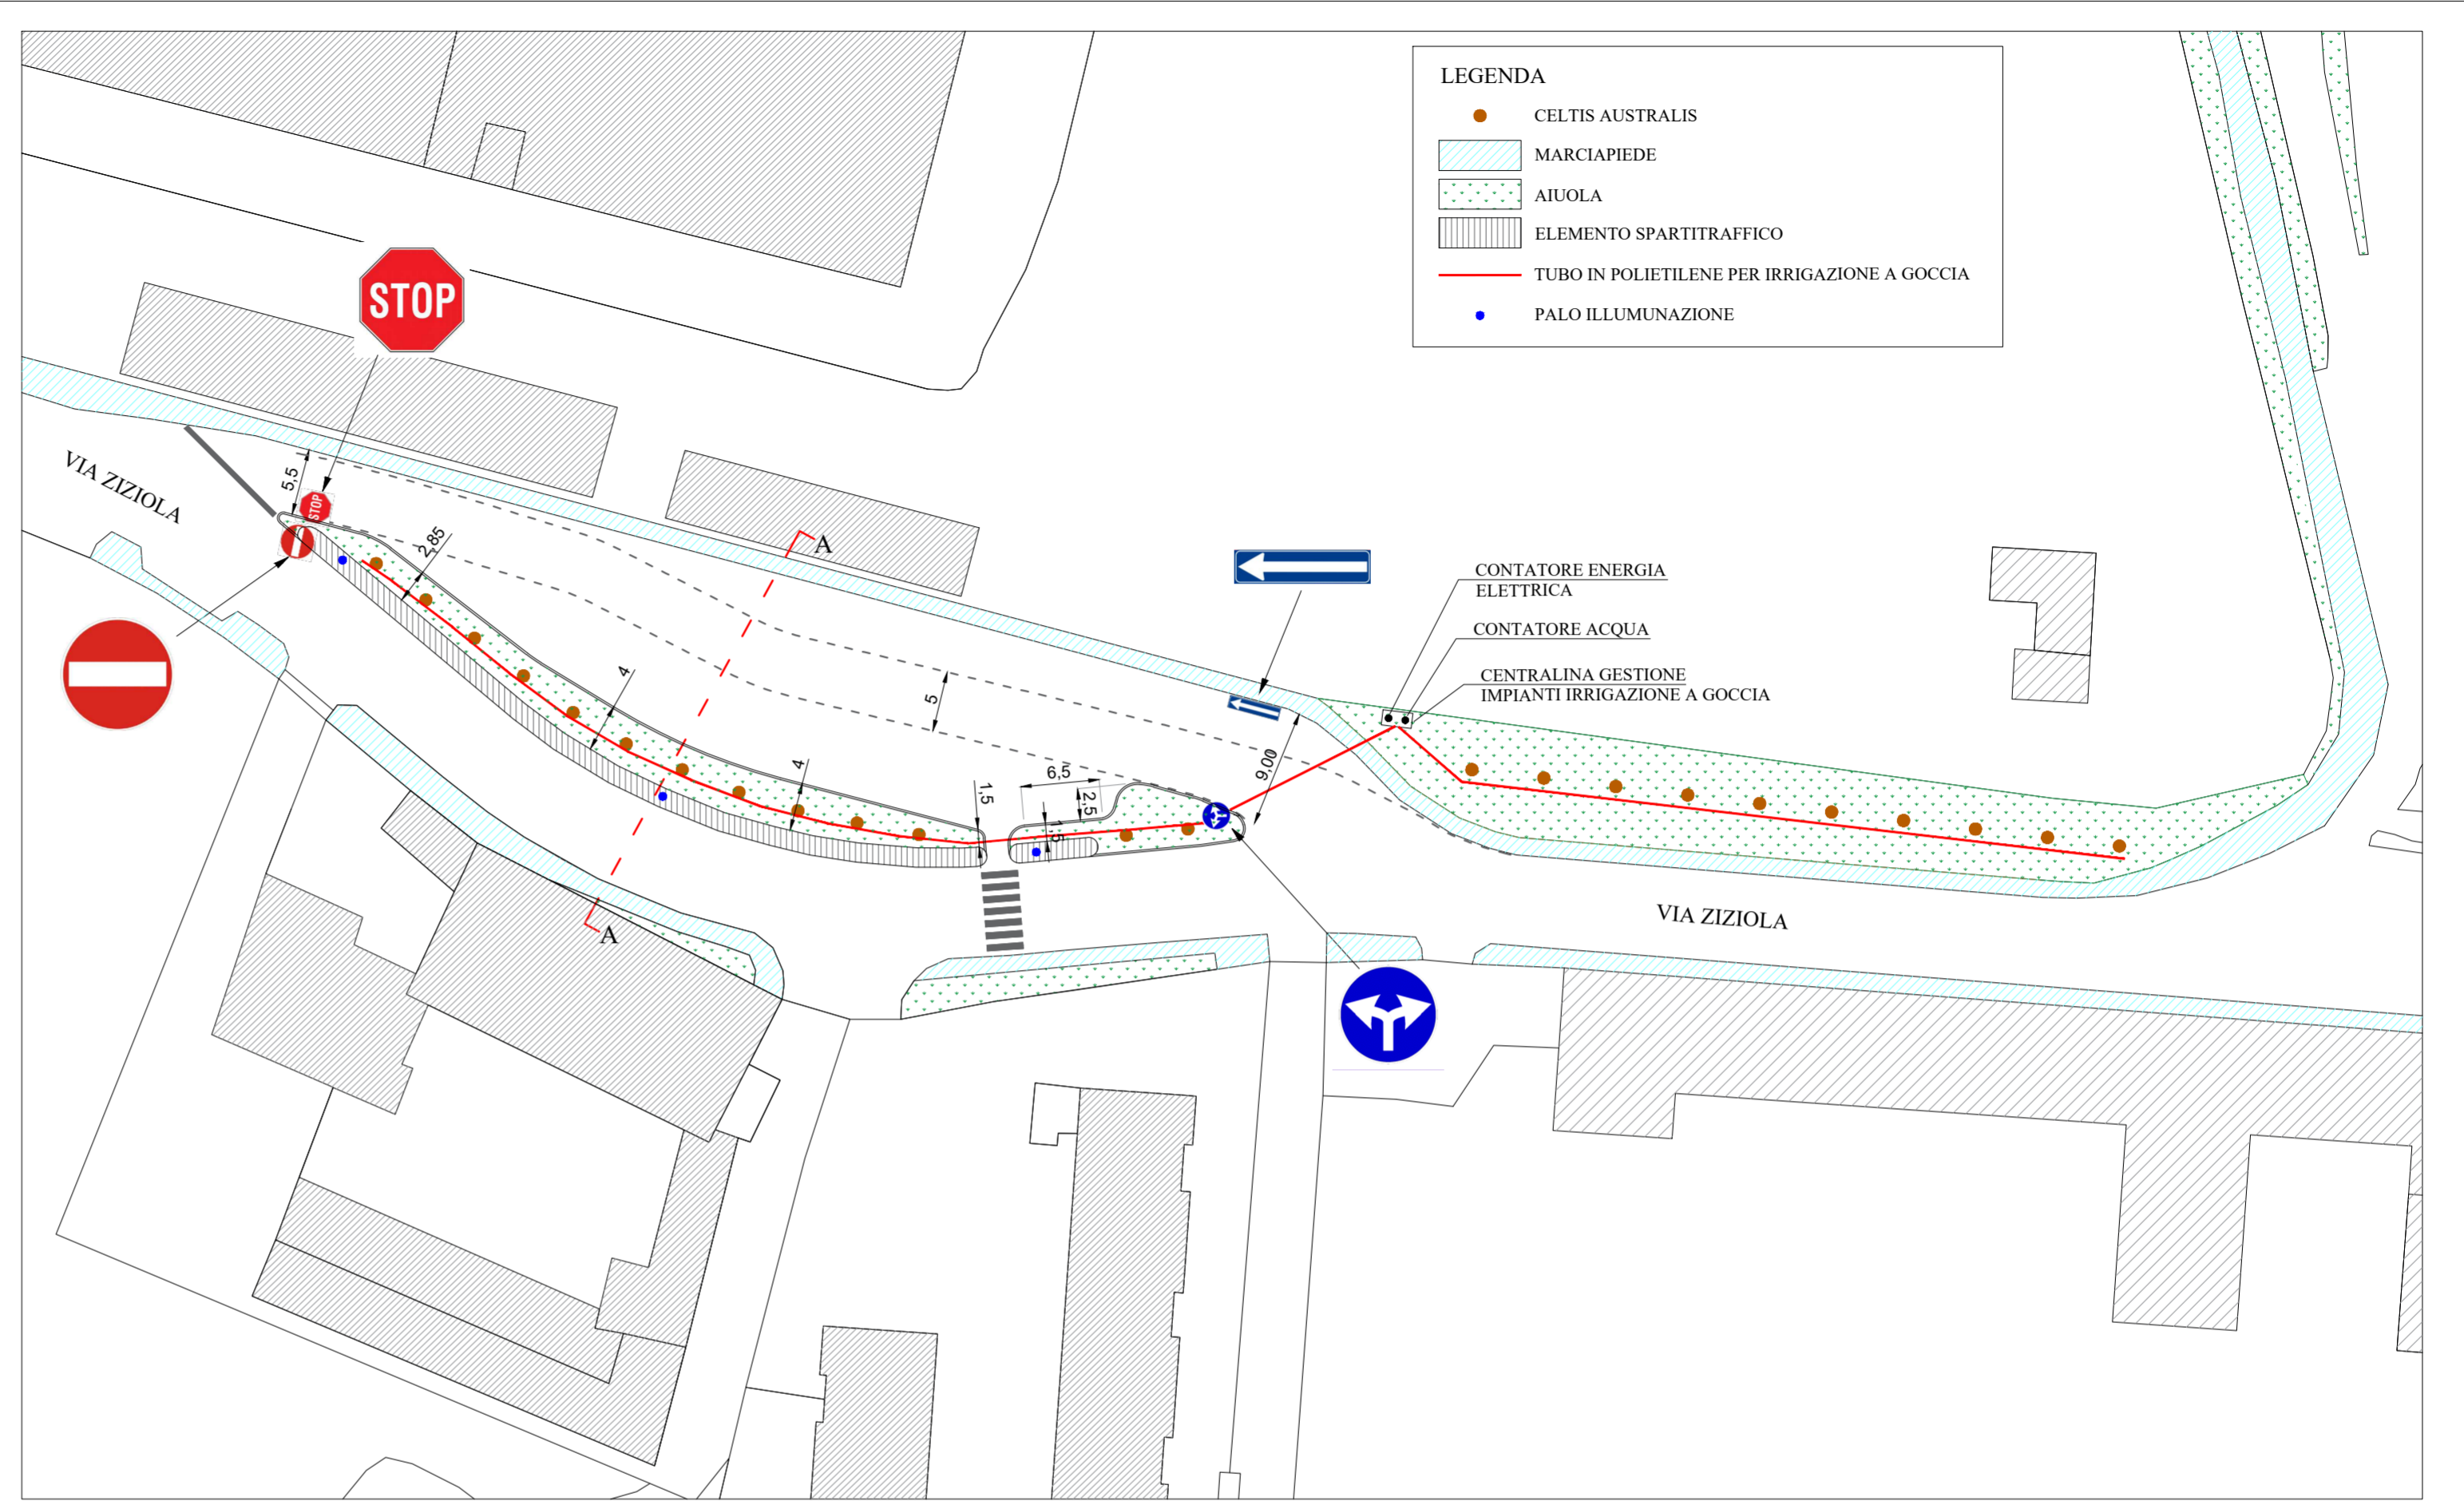 LEGENDA
CELTIS AUSTRALIS
MARCIAPIEDE
AIUOLA
ELEMENTO SPARTITRAFFICO
TUBO IN POLIETILENE PER IRRIGAZIONE A GOCCIA
PALO ILLUMUNAZIONE
STOP
VIA ZIZIOLA
5,5
STOP
2,85
A
4
5
4
1,5
6,5
2,5
1,5
9,00
CONTATORE ENERGIA
ELETTRICA
CONTATORE ACQUA
CENTRALINA GESTIONE
IMPIANTI IRRIGAZIONE A GOCCIA
A
VIA ZIZIOLA